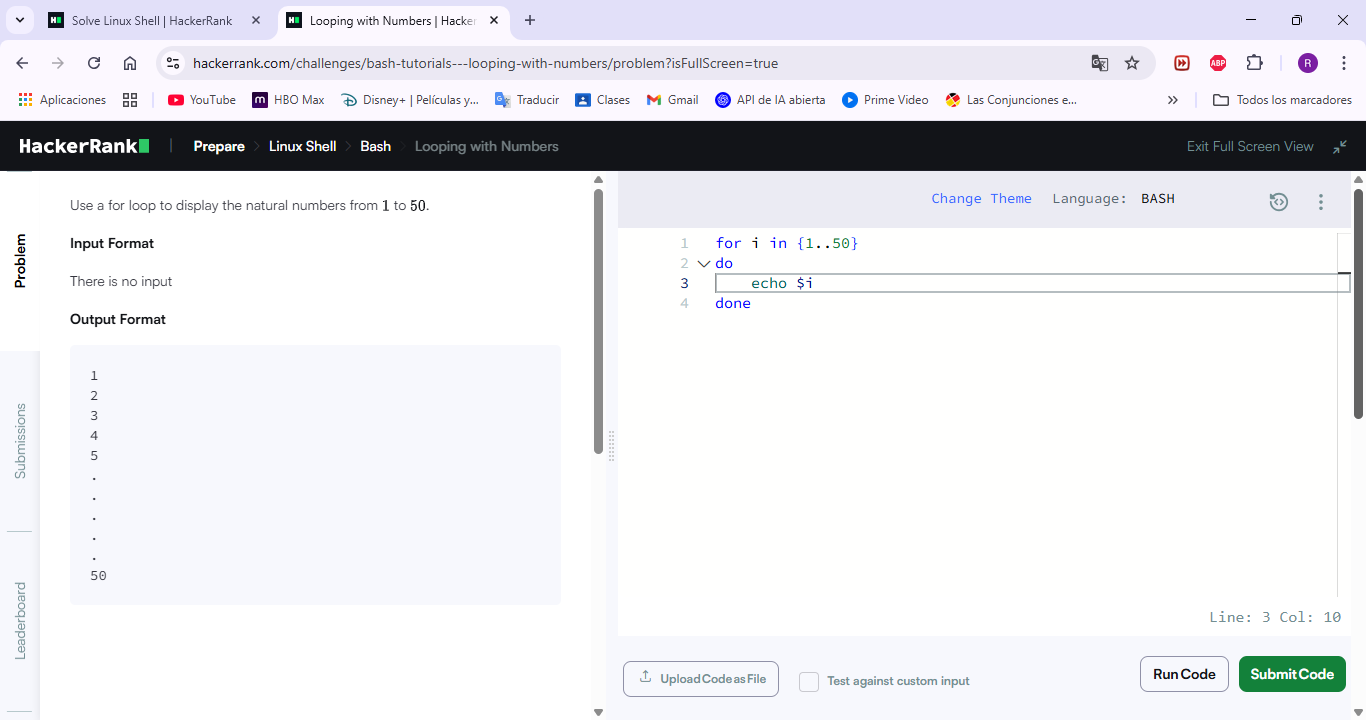 Solve Linux Shell | HackerRank
Looping with Numbers | Hacker
hackerrank.com/challenges/bash-tutorials---looping-with-numbers/problem?isFullScreen=true
ABP
R
Aplicaciones
YouTube
HBO Max
Disney+ | Películas y...
Traducir
Clases
Gmail
API de IA abierta
Prime Video
Las Conjunciones e...
Todos los marcadores
HackerRank
Prepare
Linux Shell
Bash
Looping with Numbers
Exit Full Screen View
Problem
Submissions
Leaderboard
Use a for loop to display the natural numbers from 1 to 50.
Input Format
There is no input
Output Format
1
2
3
4
5
.
.
.
.
.
50
Change Theme Language: BASH
1 for i in {1..50}
2 do
3     echo $i
4 done
Line: 3 Col: 10
Upload Code as File
Test against custom input
Run Code
Submit Code